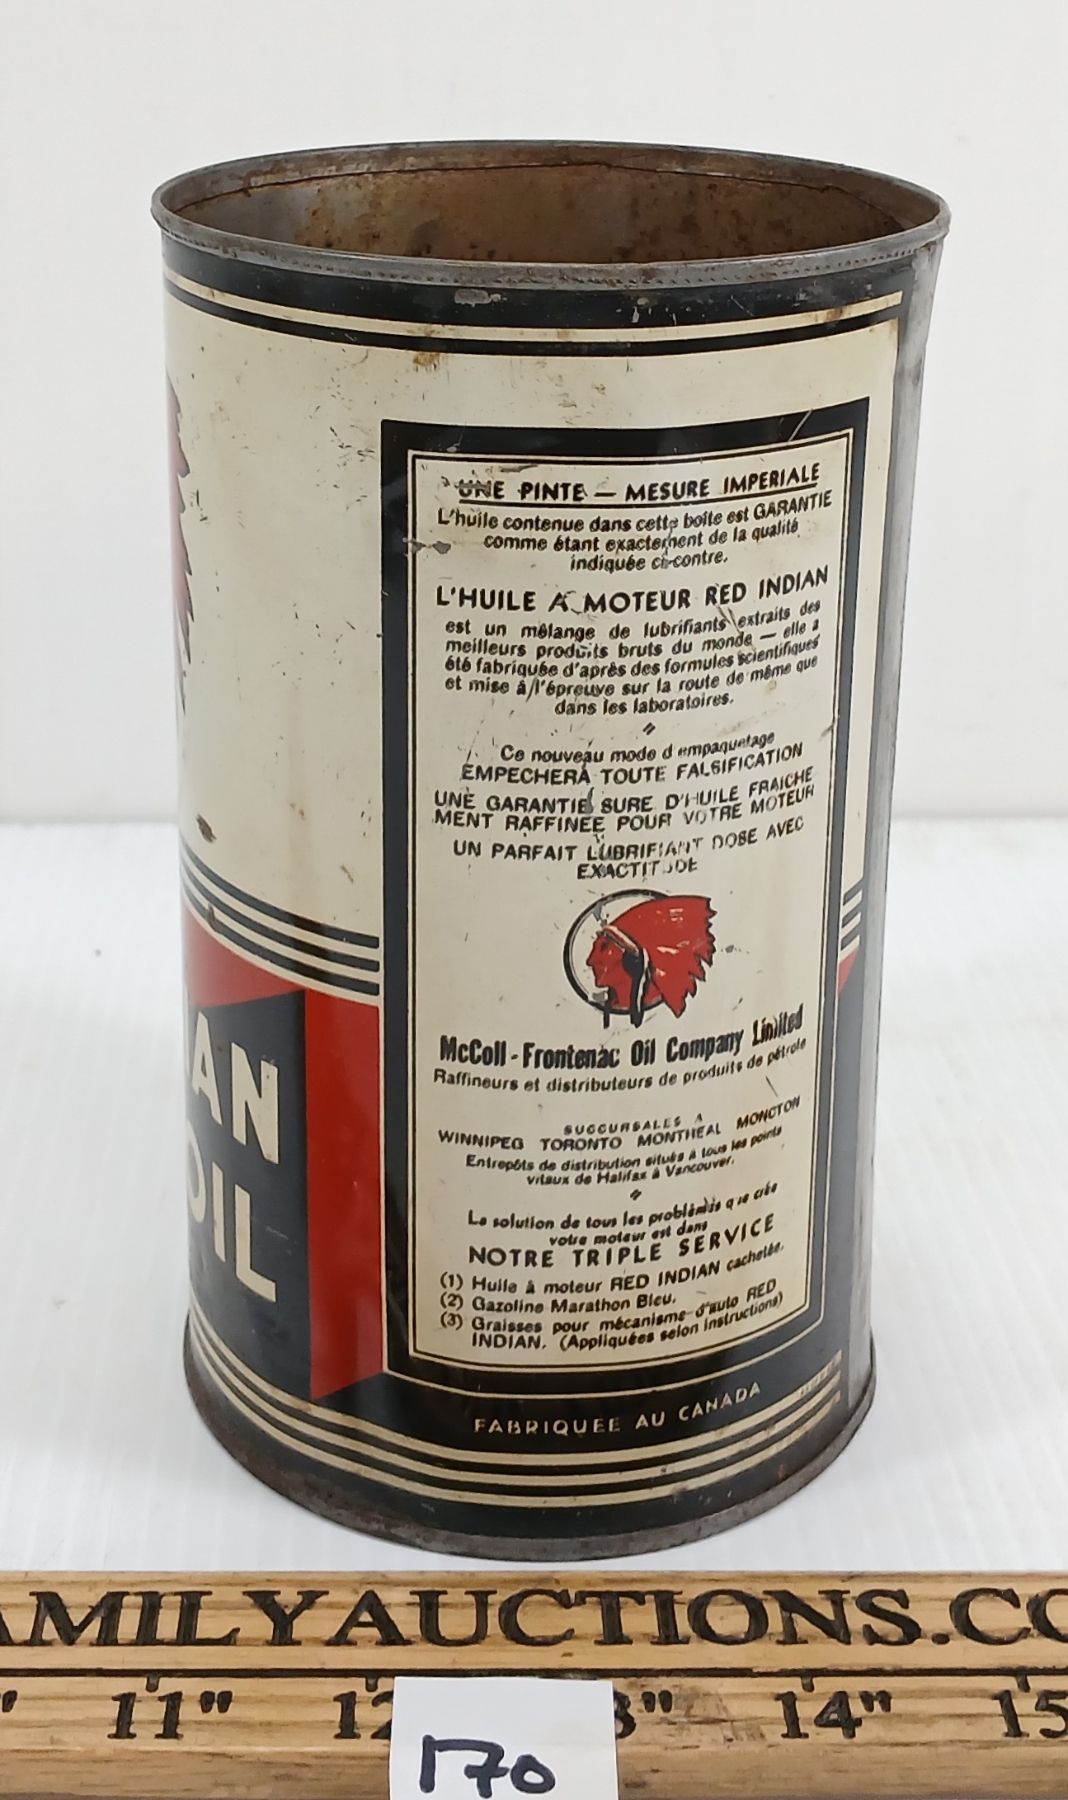 UNE PINTE — MESURE IMPERIALE
L'huile contenue dans cette boîte est GARANTIE
comme étant exactement de la qualité
indiquée ci-contre.
L'HUILE A MOTEUR RED INDIAN
est un mêlange de lubrifiants extraits des
meilleurs produits bruts du monde — elle a
été fabriquée d'après des formules scientifiques
et mise à l'épreuve sur la route de même que
dans les laboratoires.
Ce nouveau mode d'empaquetage
EMPECHERA TOUTE FALSIFICATION
UNE GARANTIE SURE D'HUILE FRAICHE
MENT RAFFINEE POUR VOTRE MOTEUR
UN PARFAIT LUBRIFIANT DOSE AVEC
EXACTITUDE
McColl-Frontenac Oil Company Limited
Raffineurs et distributeurs de produits de pétrole
SUCCURSALES A
WINNIPEG TORONTO MONTREAL MONCTON
Entrepôts de distribution situés à tous les points
vitaux de Halifax à Vancouver.
La solution de tous les problèmes que crée
votre moteur est dans
NOTRE TRIPLE SERVICE
(1) Huile à moteur RED INDIAN cachetée.
(2) Gazoline Marathon Bleu.
(3) Graisses pour mécanisme d'auto RED
INDIAN. (Appliquées selon instructions)
FABRIQUEE AU CANADA
AN
OIL
AMILYAUCTIONS.CO
11" 12 3" 14" 15
170